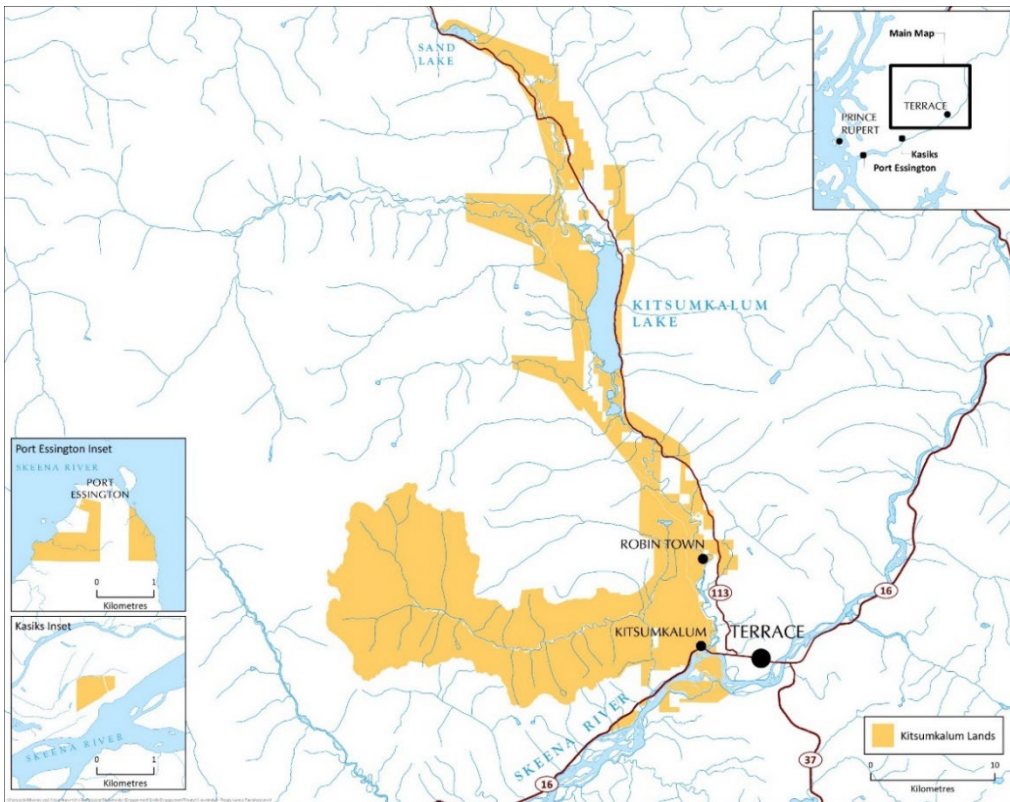 SAND
LAKE
Main Map
TERRACE
PRINCE
RUPERT
Kasiks
Port Essington
KITSUMKALUM
LAKE
Port Essington Inset
SKEENA RIVER
PORT
ESSINGTON
0 1
Kilometres
Kasiks Inset
SKEENA RIVER
0 1
Kilometres
ROBIN TOWN
113
16
KITSUMKALUM
TERRACE
SKEENA RIVER
16
37
Kitsumkalum Lands
0 10
Kilometres